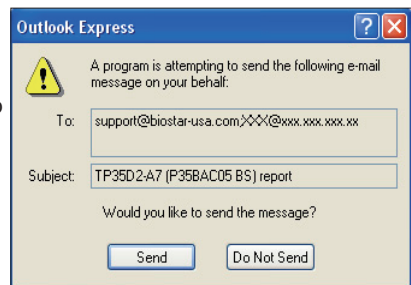 Outlook Express
A program is attempting to send the following e-mail
message on your behalf:
To: support@biostar-usa.com;XXX@xxx.xxx.xxx.xx
Subject: TP35D2-A7 (P35BAC05 BS) report
Would you like to send the message?
Send Do Not Send